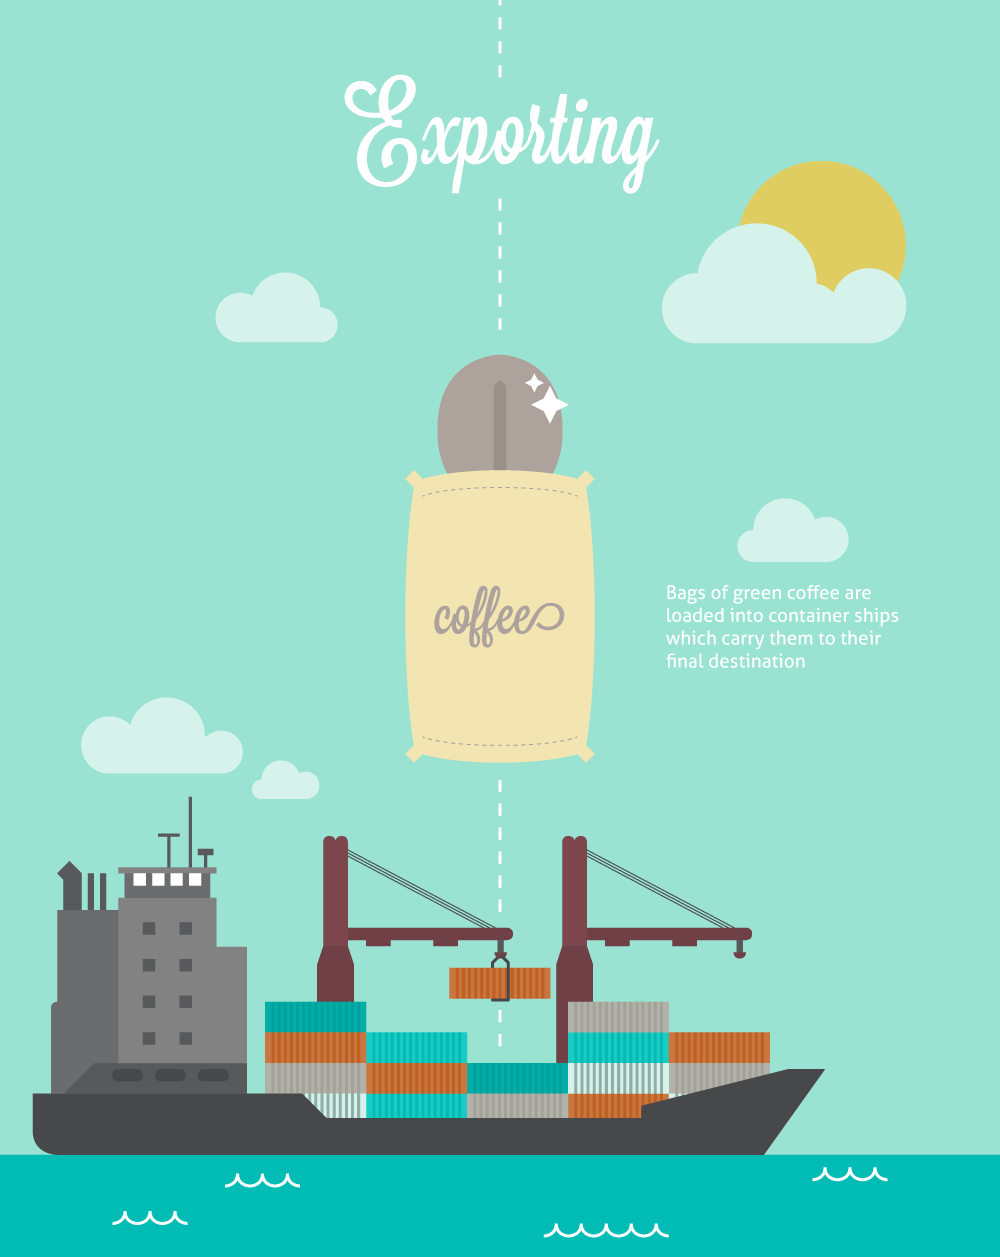 Exporting
coffee
Bags of green coffee are
loaded into container ships
which carry them to their
final destination